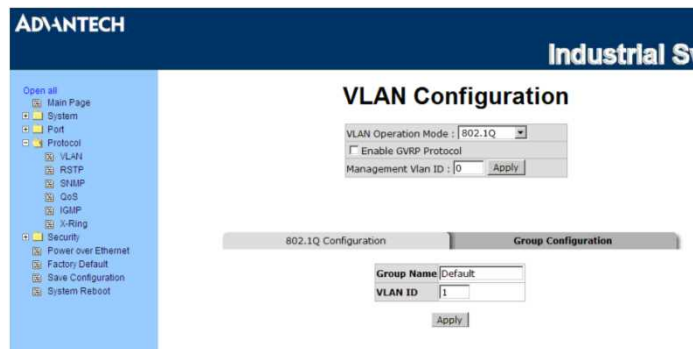 ADVANTECH
Industrial S
Open all
Main Page
System
Port
Protocol
VLAN
RSTP
SNMP
QoS
IGMP
X-Ring
Security
Power over Ethernet
Factory Default
Save Configuration
System Reboot
VLAN Configuration
VLAN Operation Mode : 802.1Q
Enable GVRP Protocol
Management Vlan ID : 0 Apply
802.1Q Configuration Group Configuration
Group Name Default
VLAN ID 1
Apply